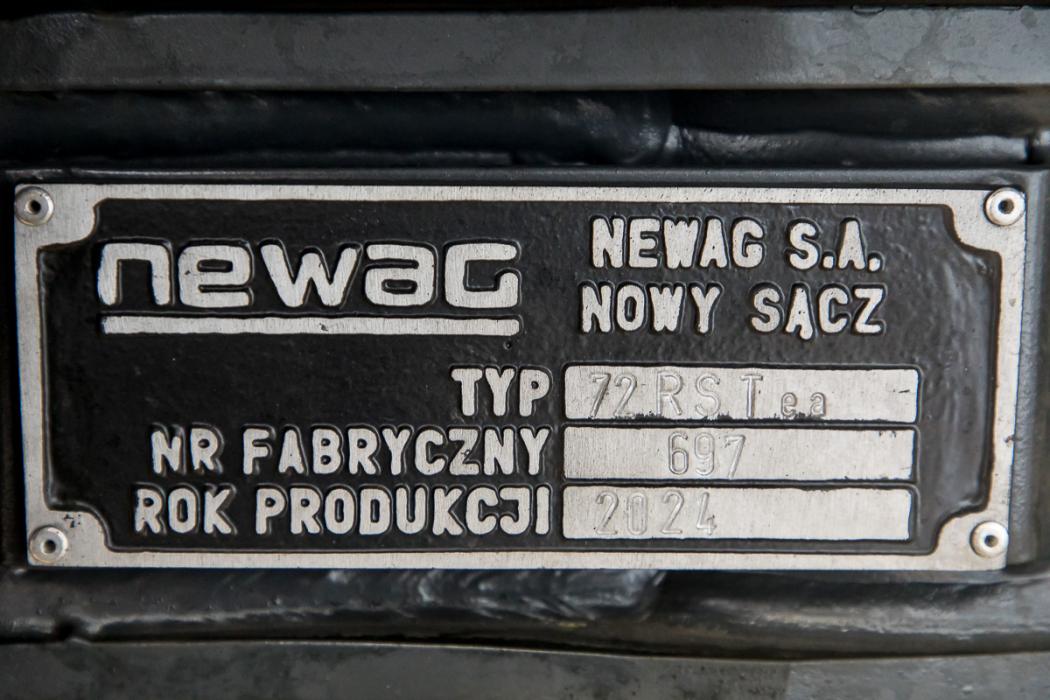 newag
NEWAG S.A.
NOWY SĄCZ
TYP 72RSTea
NR FABRYCZNY 697
ROK PRODUKCJI 2024